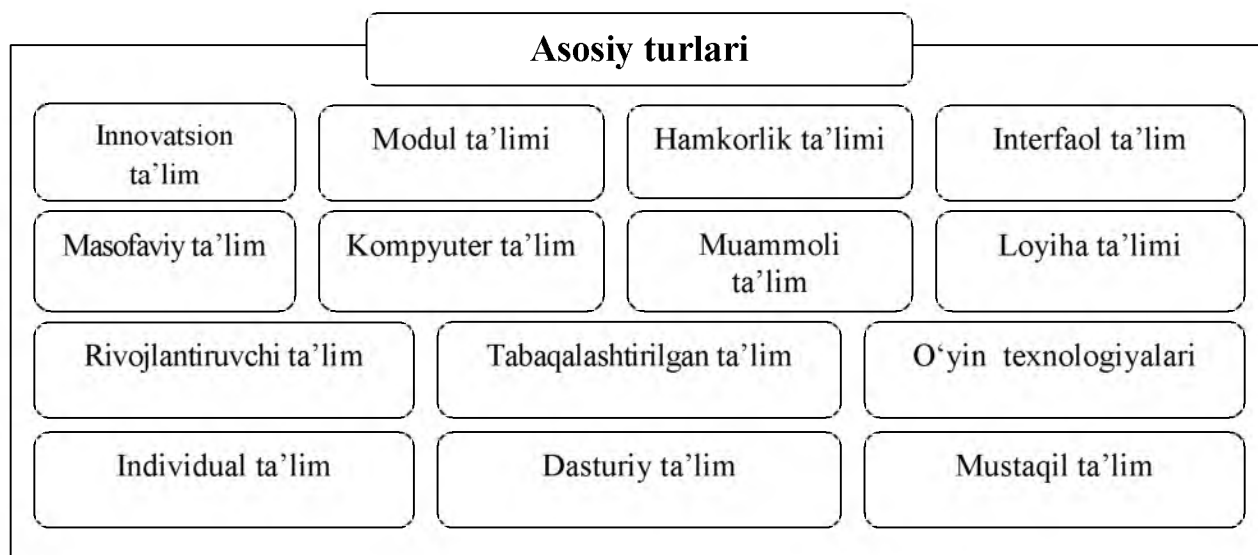 Asosiy turlari
Innovatsion
ta’lim
Modul ta’limi
Hamkorlik ta’limi
Interfaol ta’lim
Masofaviy ta’lim
Kompyuter ta’lim
Muammoli
ta’lim
Loyiha ta’limi
Rivojlantiruvchi ta’lim
Tabaqalashtirilgan ta’lim
O‘yin texnologiyalari
Individual ta’lim
Dasturiy ta’lim
Mustaqil ta’lim